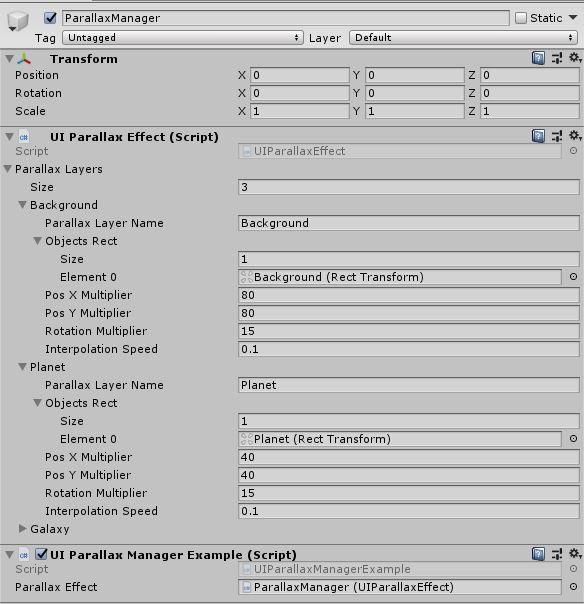 ParallaxManager Static
Tag Untagged Layer Default
Transform
Position X 0 Y 0 Z 0
Rotation X 0 Y 0 Z 0
Scale X 1 Y 1 Z 1
UI Parallax Effect (Script)
Script UIParallaxEffect
Parallax Layers
Size 3
Background
Parallax Layer Name Background
Objects Rect
Size 1
Element 0 Background (Rect Transform)
Pos X Multiplier 80
Pos Y Multiplier 80
Rotation Multiplier 15
Interpolation Speed 0.1
Planet
Parallax Layer Name Planet
Objects Rect
Size 1
Element 0 Planet (Rect Transform)
Pos X Multiplier 40
Pos Y Multiplier 40
Rotation Multiplier 15
Interpolation Speed 0.1
Galaxy
UI Parallax Manager Example (Script)
Script UIParallaxManagerExample
Parallax Effect ParallaxManager (UIParallaxEffect)